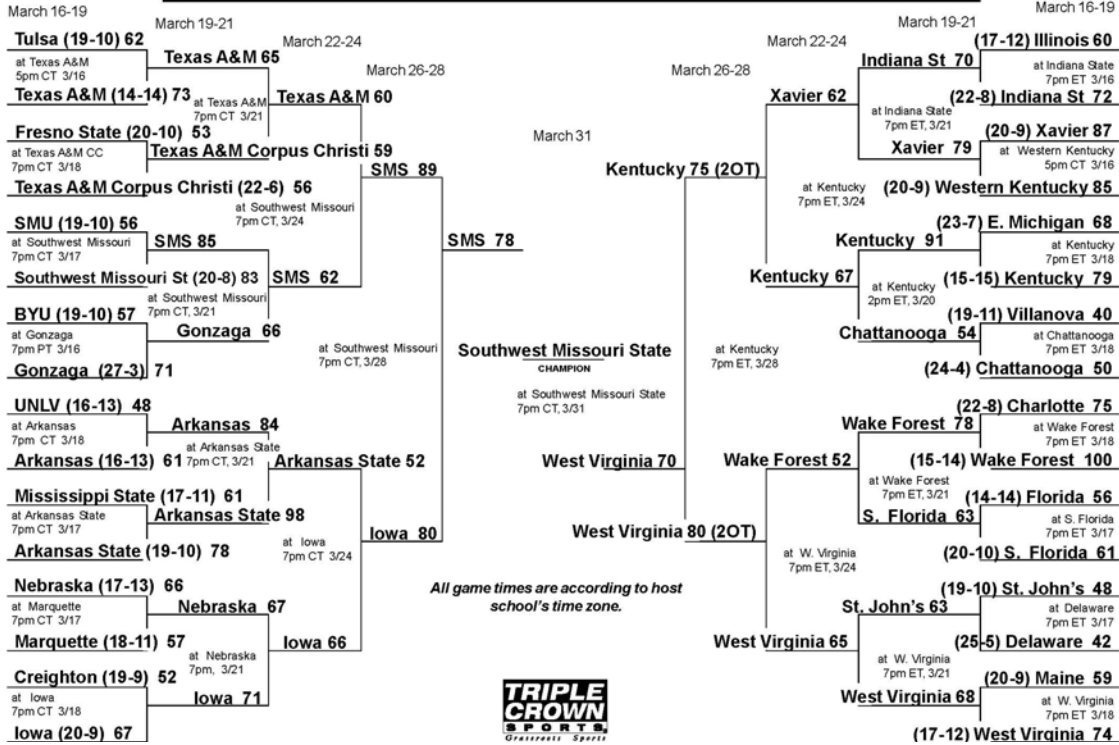 March 16-19
March 19-21
March 22-24
March 26-28
March 31
March 26-28
March 22-24
March 19-21
March 16-19
Tulsa (19-10) 62
at Texas A&M
5pm CT 3/16
Texas A&M (14-14) 73
Fresno State (20-10) 53
at Texas A&M CC
7pm CT 3/18
Texas A&M Corpus Christi (22-6) 56
SMU (19-10) 56
at Southwest Missouri
7pm CT 3/17
Southwest Missouri St (20-8) 83
BYU (19-10) 57
at Gonzaga
7pm PT 3/16
Gonzaga (27-3) 71
UNLV (16-13) 48
at Arkansas
7pm CT 3/18
Arkansas (16-13) 61
Mississippi State (17-11) 61
at Arkansas State
7pm CT 3/17
Arkansas State (19-10) 78
Nebraska (17-13) 66
at Marquette
7pm CT 3/17
Marquette (18-11) 57
Creighton (19-9) 52
at Iowa
7pm CT 3/18
Iowa (20-9) 67
Texas A&M 65
at Texas A&M
7pm CT 3/21
Texas A&M Corpus Christi 59
SMS 85
at Southwest Missouri
7pm CT, 3/21
Gonzaga 66
Arkansas 84
at Arkansas State
7pm CT, 3/21
Arkansas State 98
Nebraska 67
at Nebraska
7pm, 3/21
Iowa 71
Texas A&M 60
at Southwest Missouri
7pm CT, 3/24
SMS 62
Arkansas State 52
at Iowa
7pm CT 3/24
Iowa 66
SMS 89
at Southwest Missouri
7pm CT, 3/28
Iowa 80
SMS 78
Southwest Missouri State
CHAMPION
at Southwest Missouri State
7pm CT, 3/31
West Virginia 70
All game times are according to host
school's time zone.
TRIPLE
CROWN
SPORTS
Grassroots Sports
Kentucky 75 (2OT)
at Kentucky
7pm ET, 3/28
West Virginia 80 (2OT)
Xavier 62
at Kentucky
7pm ET, 3/24
Kentucky 67
Wake Forest 52
at W. Virginia
7pm ET, 3/24
West Virginia 65
Indiana St 70
at Indiana State
7pm ET, 3/21
Xavier 79
Kentucky 91
at Kentucky
2pm ET, 3/20
Chattanooga 54
Wake Forest 78
at Wake Forest
7pm ET, 3/21
S. Florida 63
St. John's 63
at W. Virginia
7pm ET, 3/21
West Virginia 68
(17-12) Illinois 60
at Indiana State
7pm ET 3/16
(22-8) Indiana St 72
(20-9) Xavier 87
at Western Kentucky
5pm CT 3/16
(20-9) Western Kentucky 85
(23-7) E. Michigan 68
at Kentucky
7pm ET 3/18
(15-15) Kentucky 79
(19-11) Villanova 40
at Chattanooga
7pm ET 3/18
(24-4) Chattanooga 50
(22-8) Charlotte 75
at Wake Forest
7pm ET 3/18
(15-14) Wake Forest 100
(14-14) Florida 56
at S. Florida
7pm ET 3/17
(20-10) S. Florida 61
(19-10) St. John's 48
at Delaware
7pm ET 3/17
(25-5) Delaware 42
(20-9) Maine 59
at W. Virginia
7pm ET 3/18
(17-12) West Virginia 74